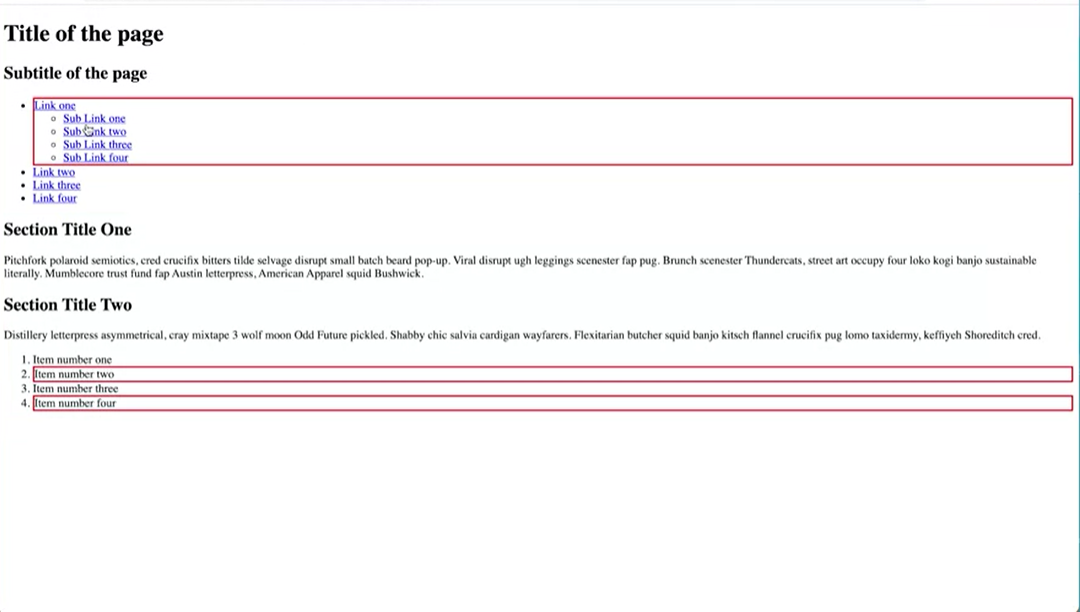 Title of the page
Subtitle of the page
• Link one
◦ Sub Link one
◦ Sub Link two
◦ Sub Link three
◦ Sub Link four
• Link two
• Link three
• Link four
Section Title One
Pitchfork polaroid semiotics, cred crucifix bitters tilde selvage disrupt small batch beard pop-up. Viral disrupt ugh leggings scenester fap pug. Brunch scenester Thundercats, street art occupy four loko kogi banjo sustainable
literally. Mumblecore trust fund fap Austin letterpress, American Apparel squid Bushwick.
Section Title Two
Distillery letterpress asymmetrical, cray mixtape 3 wolf moon Odd Future pickled. Shabby chic salvia cardigan wayfarers. Flexitarian butcher squid banjo kitsch flannel crucifix pug lomo taxidermy, keffiyeh Shoreditch cred.
1. Item number one
2. Item number two
3. Item number three
4. Item number four